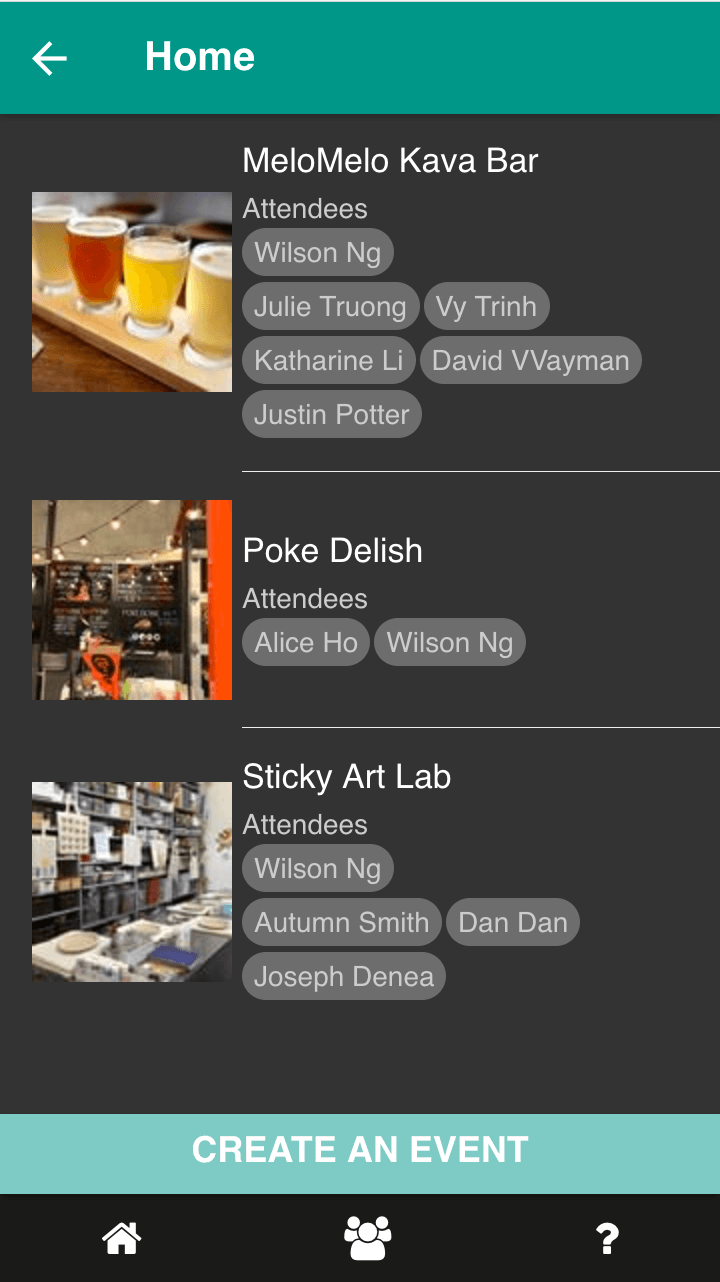 Home
MeloMelo Kava Bar
Attendees
Wilson Ng
Julie Truong Vy Trinh
Katharine Li David VVayman
Justin Potter
Poke Delish
Attendees
Alice Ho Wilson Ng
Sticky Art Lab
Attendees
Wilson Ng
Autumn Smith Dan Dan
Joseph Denea
CREATE AN EVENT
?